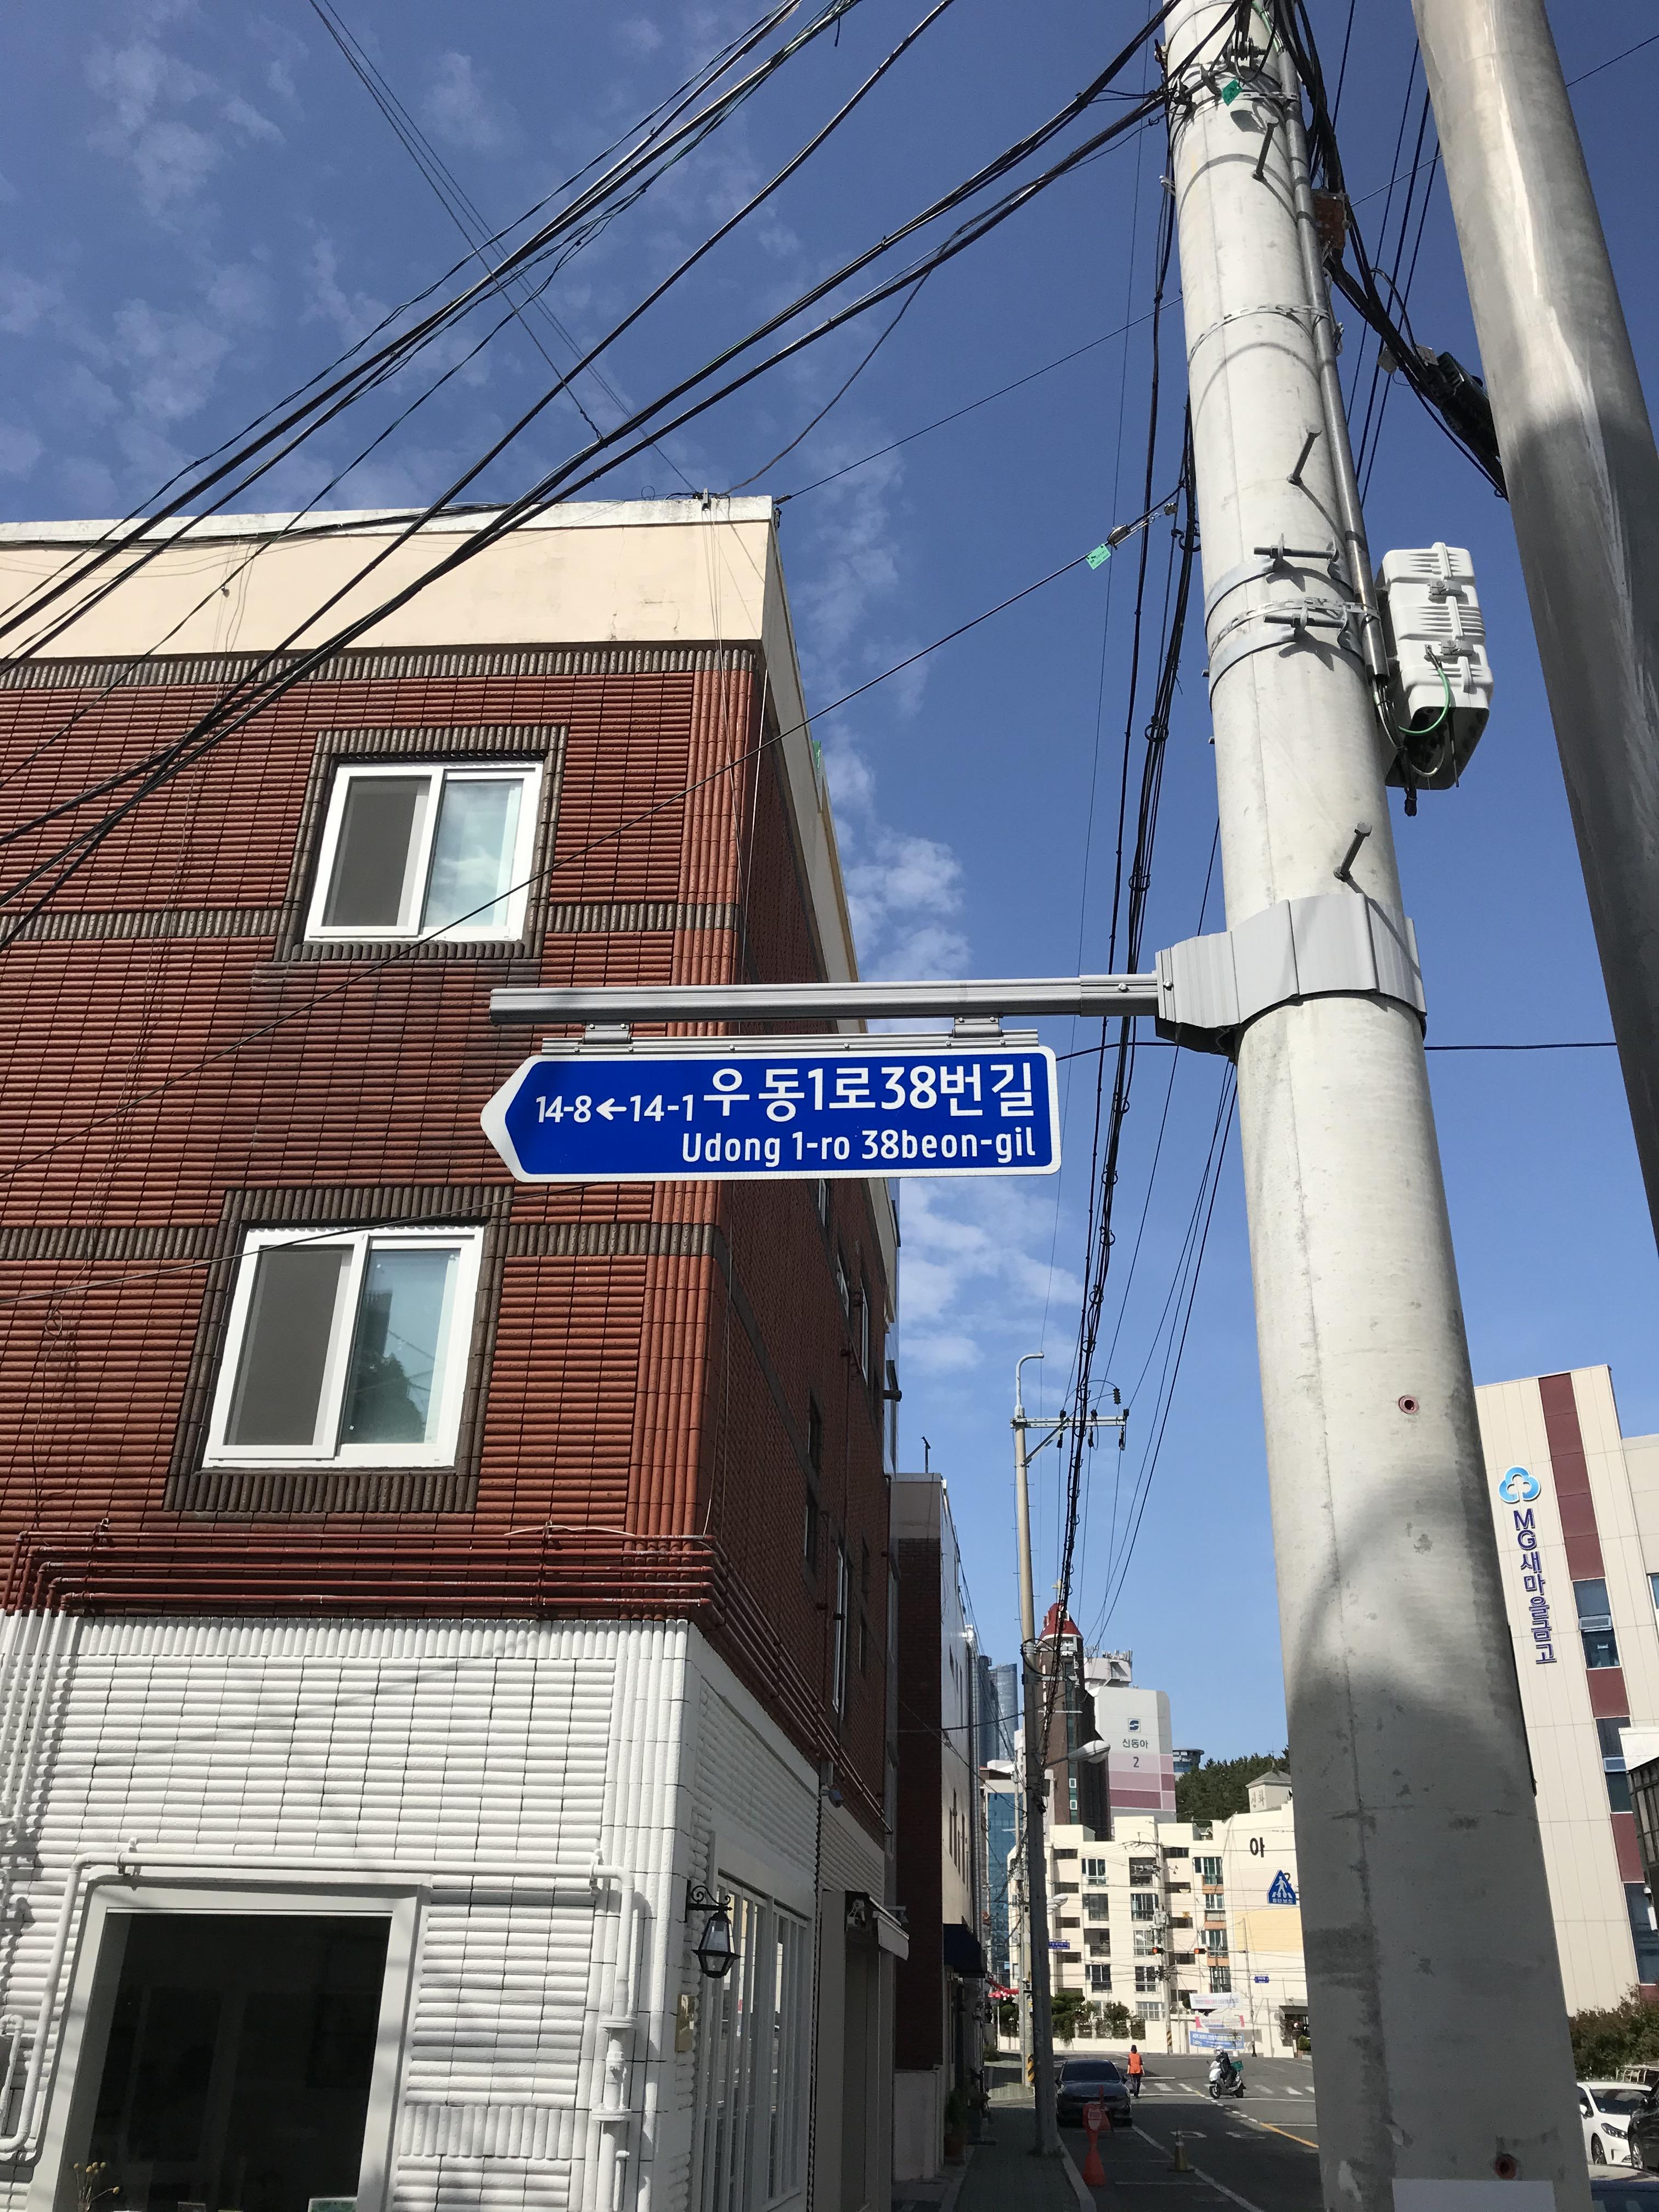 14-8←14-1 우동1로38번길
Udong 1-ro 38beon-gil
MG새마을금고
신동아
2
아